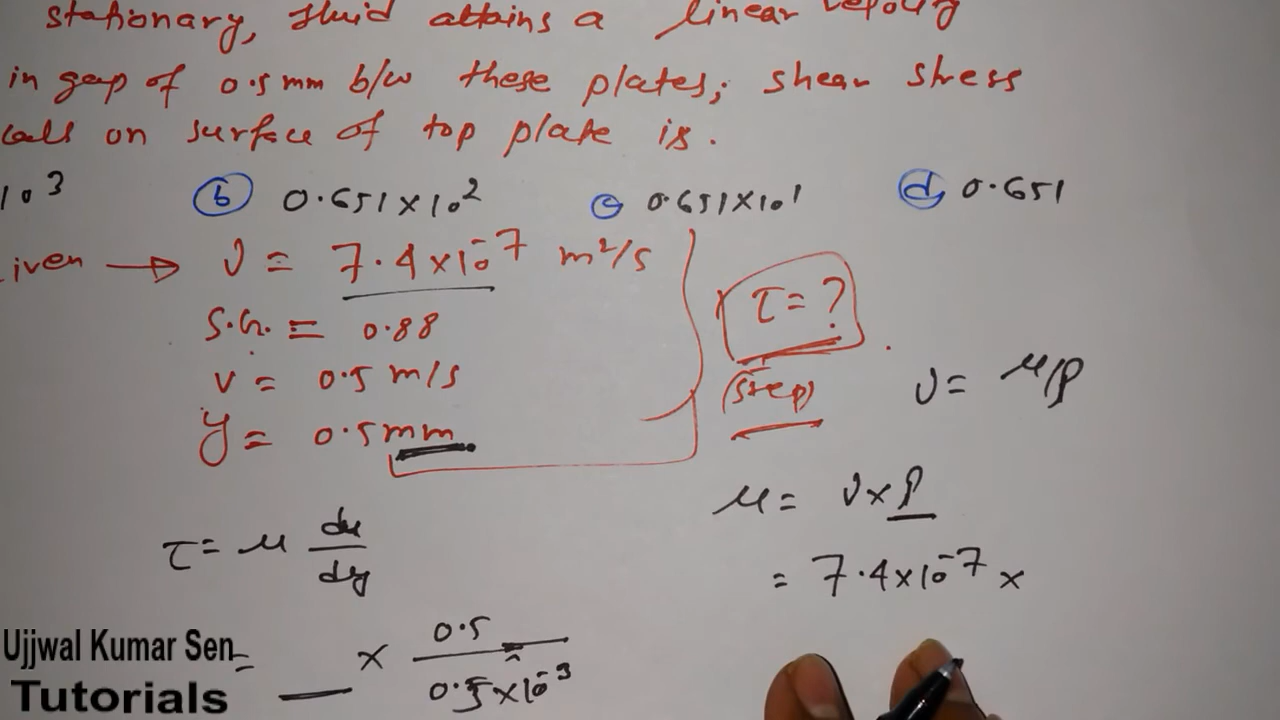 stationary, fluid attains a linear velocity
in gap of 0.5 mm b/w these plates; shear stress
on surface of top plate is.
10³ (b) 0.651×10² (c) 0.651×10¹ (d) 0.651
iven → ν = 7.4×10⁻⁷ m²/s
S.G. = 0.88
v = 0.5 m/s
y = 0.5mm
τ = ?
(step)
ν = μ/ρ
μ = ν×ρ
= 7.4×10⁻⁷ ×
τ = μ du/dy
= __ × 0.5/0.5×10⁻³
Ujjwal Kumar Sen
Tutorials